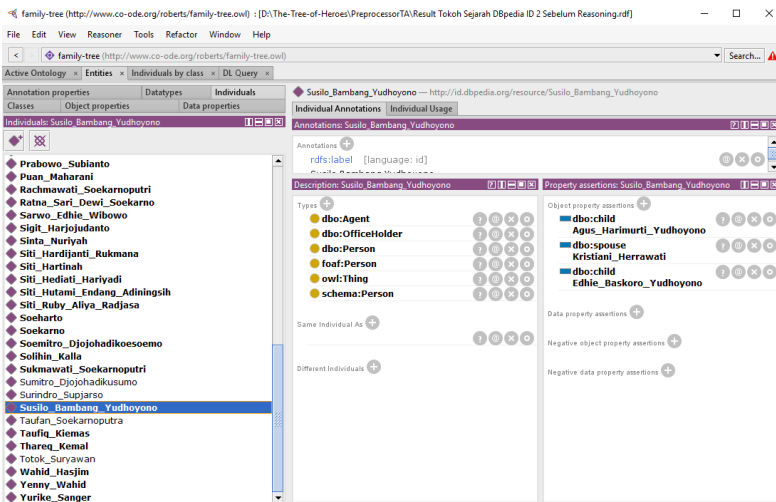 family-tree (http://www.co-ode.org/roberts/family-tree.owl) : [D:\The-Tree-of-Heroes\PreprocessorTA\Result Tokoh Sejarah DBpedia ID 2 Sebelum Reasoning.rdf]
File Edit View Reasoner Tools Refactor Window Help
< > family-tree (http://www.co-ode.org/roberts/family-tree.owl) Search...
Active Ontology × Entities × Individuals by class × DL Query ×
Annotation properties Datatypes Individuals
Classes Object properties Data properties
Individuals: Susilo_Bambang_Yudhoyono
Prabowo_Subianto
Puan_Maharani
Rachmawati_Soekarnoputri
Ratna_Sari_Dewi_Soekarno
Sarwo_Edhie_Wibowo
Sigit_Harjojudanto
Sinta_Nuriyah
Siti_Hardijanti_Rukmana
Siti_Hartinah
Siti_Hediati_Hariyadi
Siti_Hutami_Endang_Adiningsih
Siti_Ruby_Aliya_Radjasa
Soeharto
Soekarno
Soemitro_Djojohadikoesoemo
Solihin_Kalla
Sukmawati_Soekarnoputri
Sumitro_Djojohadikusumo
Surindro_Supjarso
Susilo_Bambang_Yudhoyono
Taufan_Soekarnoputra
Taufiq_Kiemas
Thareq_Kemal
Totok_Suryawan
Wahid_Hasjim
Yenny_Wahid
Yurike_Sanger
Susilo_Bambang_Yudhoyono — http://id.dbpedia.org/resource/Susilo_Bambang_Yudhoyono
Individual Annotations Individual Usage
Annotations: Susilo_Bambang_Yudhoyono
Annotations
rdfs:label [language: id]
Susilo Bambang Yudhoyono
Description: Susilo_Bambang_Yudhoyono
Types
dbo:Agent
dbo:OfficeHolder
dbo:Person
foaf:Person
owl:Thing
schema:Person
Same Individual As
Different Individuals
Property assertions: Susilo_Bambang_Yudhoyono
Object property assertions
dbo:child
Agus_Harimurti_Yudhoyono
dbo:spouse
Kristiani_Herrawati
dbo:child
Edhie_Baskoro_Yudhoyono
Data property assertions
Negative object property assertions
Negative data property assertions